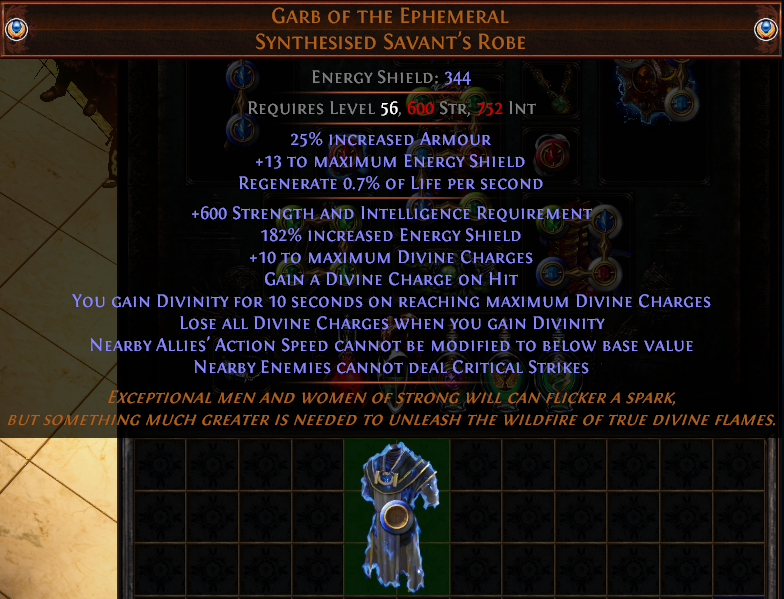 Garb of the Ephemeral
Synthesised Savant's Robe
Energy Shield: 344
Requires Level 56, 600 Str, 752 Int
25% increased Armour
+13 to maximum Energy Shield
Regenerate 0.7% of Life per second
+600 Strength and Intelligence Requirement
182% increased Energy Shield
+10 to maximum Divine Charges
Gain a Divine Charge on Hit
You gain Divinity for 10 seconds on reaching maximum Divine Charges
Lose all Divine Charges when you gain Divinity
Nearby Allies' Action Speed cannot be modified to below base value
Nearby Enemies cannot deal Critical Strikes
Exceptional men and women of strong will can flicker a spark,
but something much greater is needed to unleash the wildfire of true divine flames.